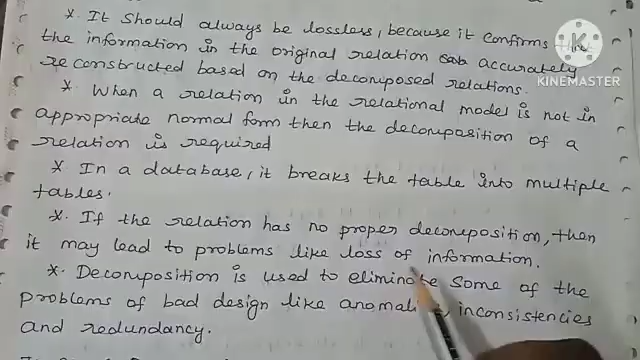 * It should always be lossless, because it confirms that
the information in the original relation can accurately
reconstructed based on the decomposed relations.
* When a relation in the relational model is not in
appropriate normal form then the decomposition of a
relation is required
* In a database, it breaks the table into multiple
tables.
* If the relation has no proper decomposition, then
it may lead to problems like loss of information.
* Decomposition is used to eliminate some of the
problems of bad design like anomalies, inconsistencies
and redundancy.
KINEMASTER